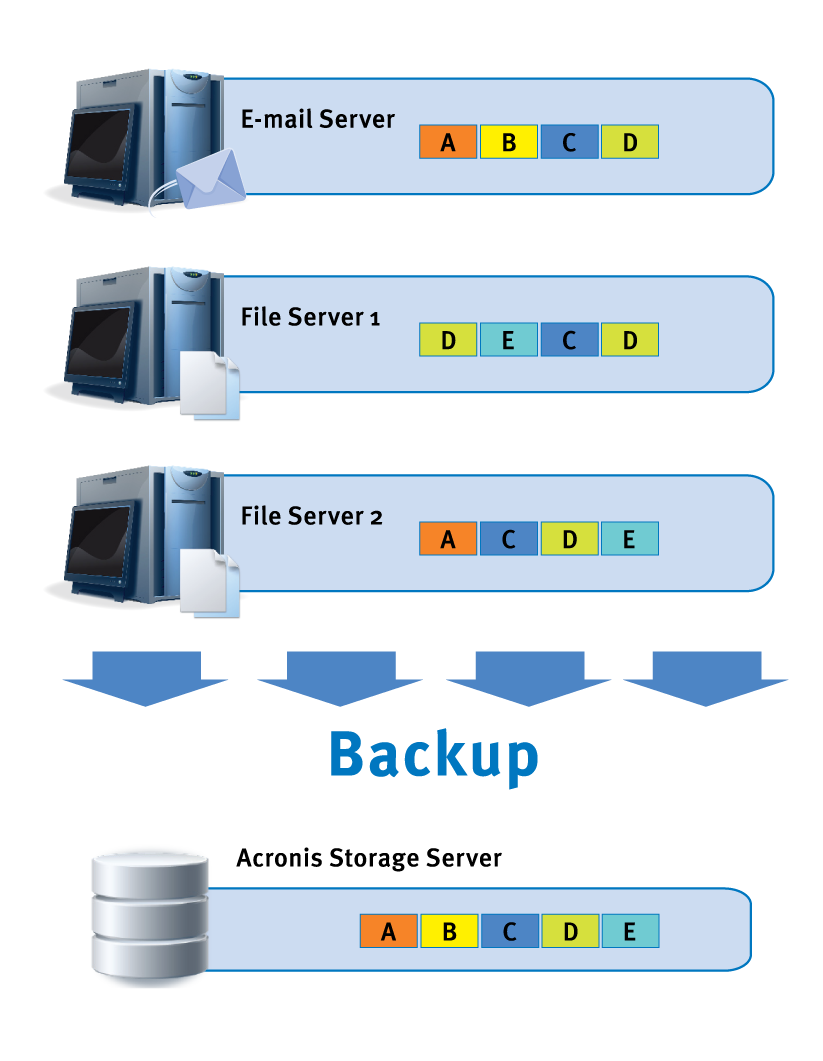 E-mail Server
A B C D
File Server 1
D E C D
File Server 2
A C D E
Backup
Acronis Storage Server
A B C D E